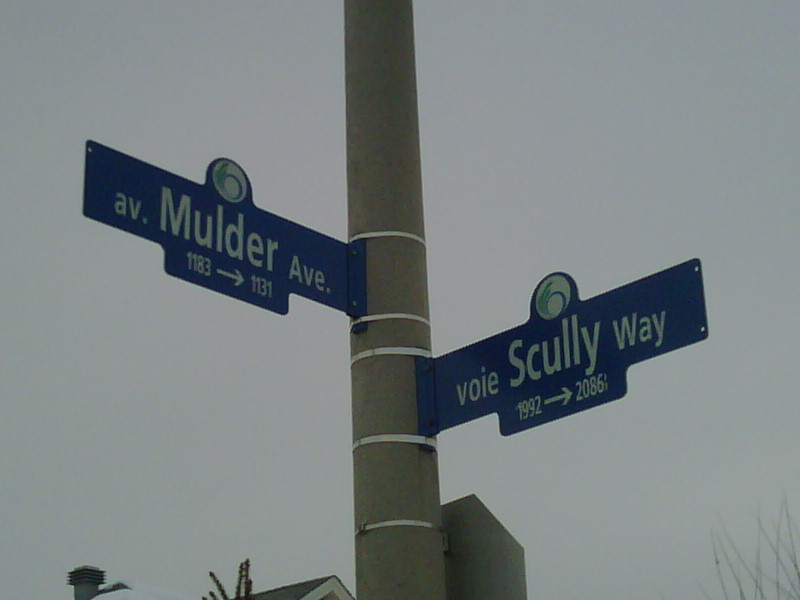 av. Mulder Ave.
1183 → 1131
voie Scully Way
1992 → 2086